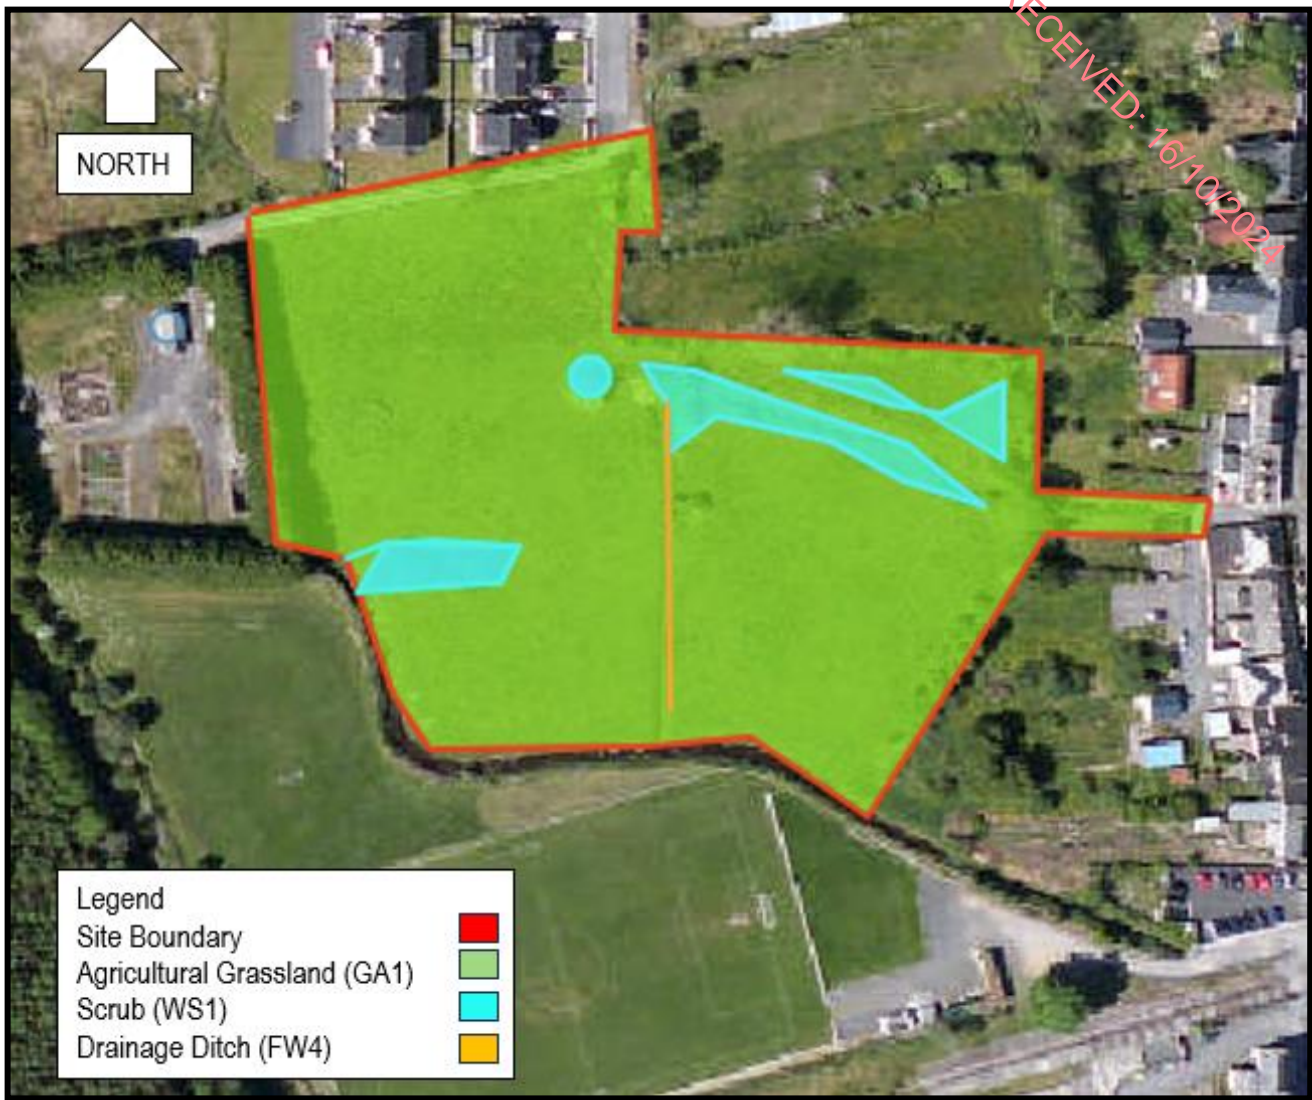 RECEIVED: 16/10/2024
NORTH
Legend
Site Boundary
Agricultural Grassland (GA1)
Scrub (WS1)
Drainage Ditch (FW4)